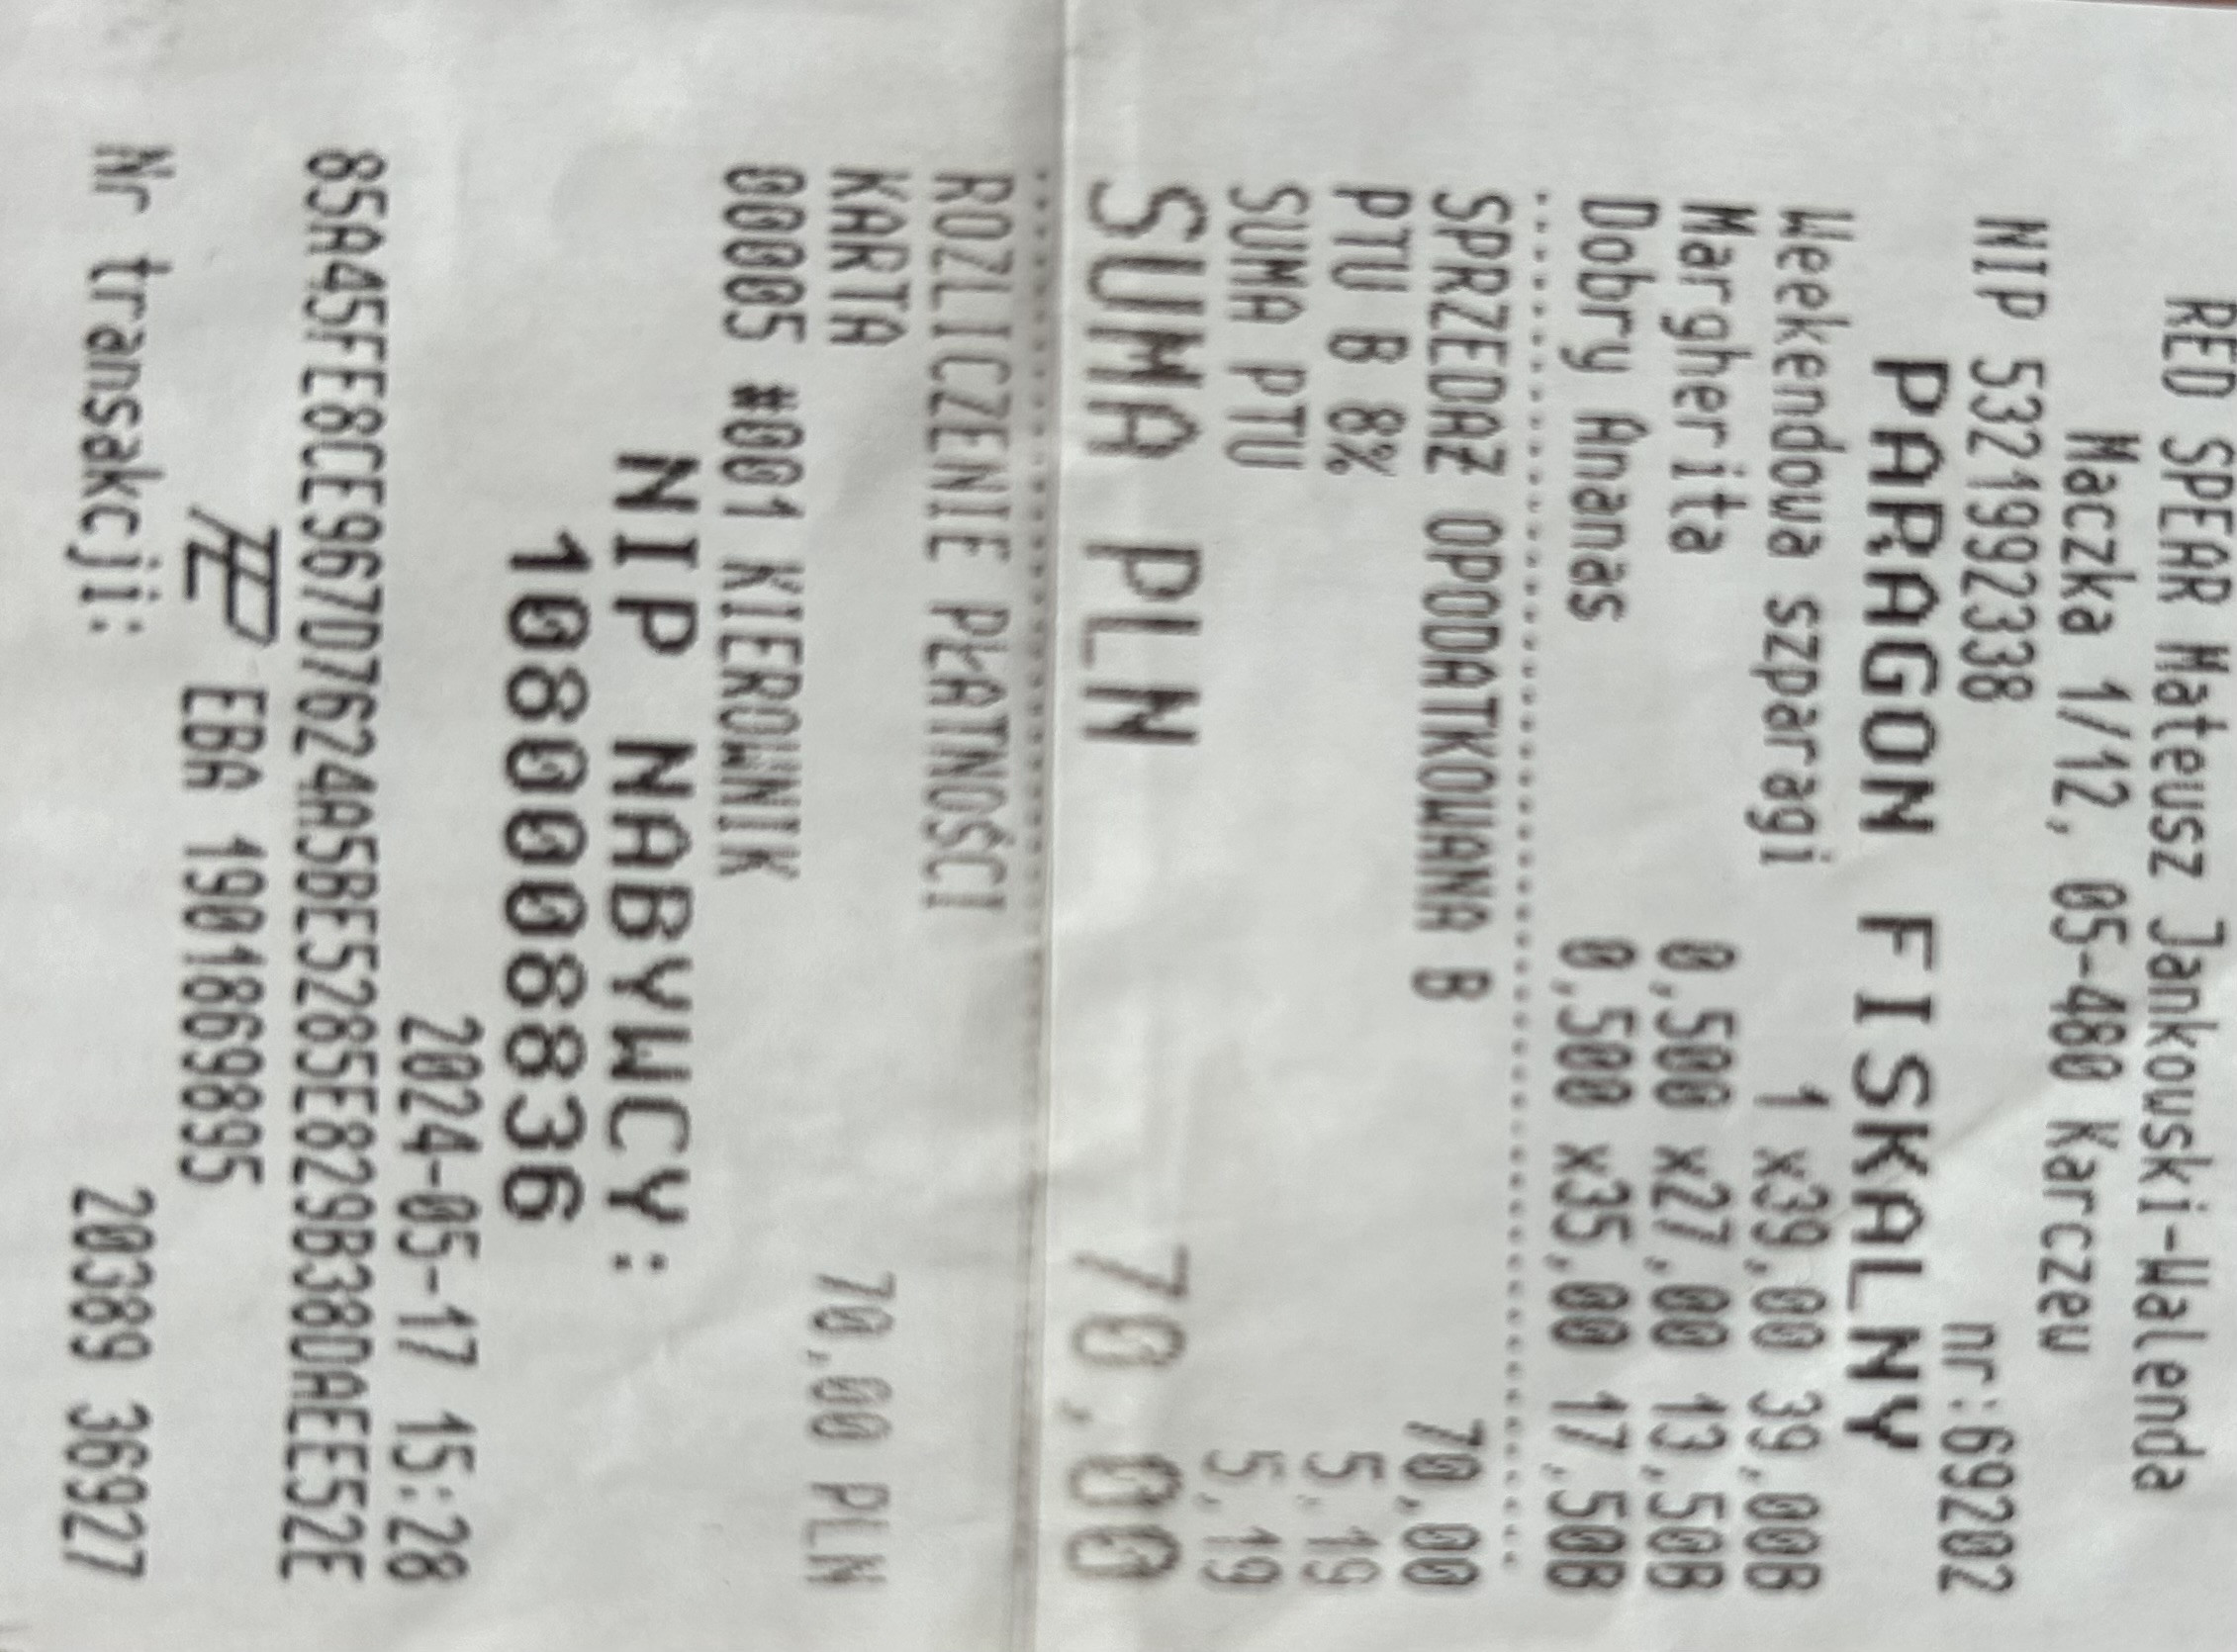 RED SPEAR Mateusz Jankowski-Walenda
Maczka 1/12, 05-480 Karczew
NIP 5321992338 nr:69202
PARAGON FISKALNY
Weekendowa szparagi 1 x39,00 39,00B
Margherita 0,500 x27,00 13,50B
Dobry Ananas 0,500 x35,00 17,50B
SPRZEDAŻ OPODATKOWANA B 70,00
PTU B 8% 5,19
SUMA PTU 5,19
SUMA PLN 70,00
ROZLICZENIE PŁATNOŚCI
KARTA 70,00 PLN
00005 #001 KIEROWNIK
NIP NABYWCY:
1080006836
2024-05-17 15:28
85A45FE8CE967D7624A5BE5285E829B38DAEE52E
EBA 1901869895
Nr transakcji: 20389 36927